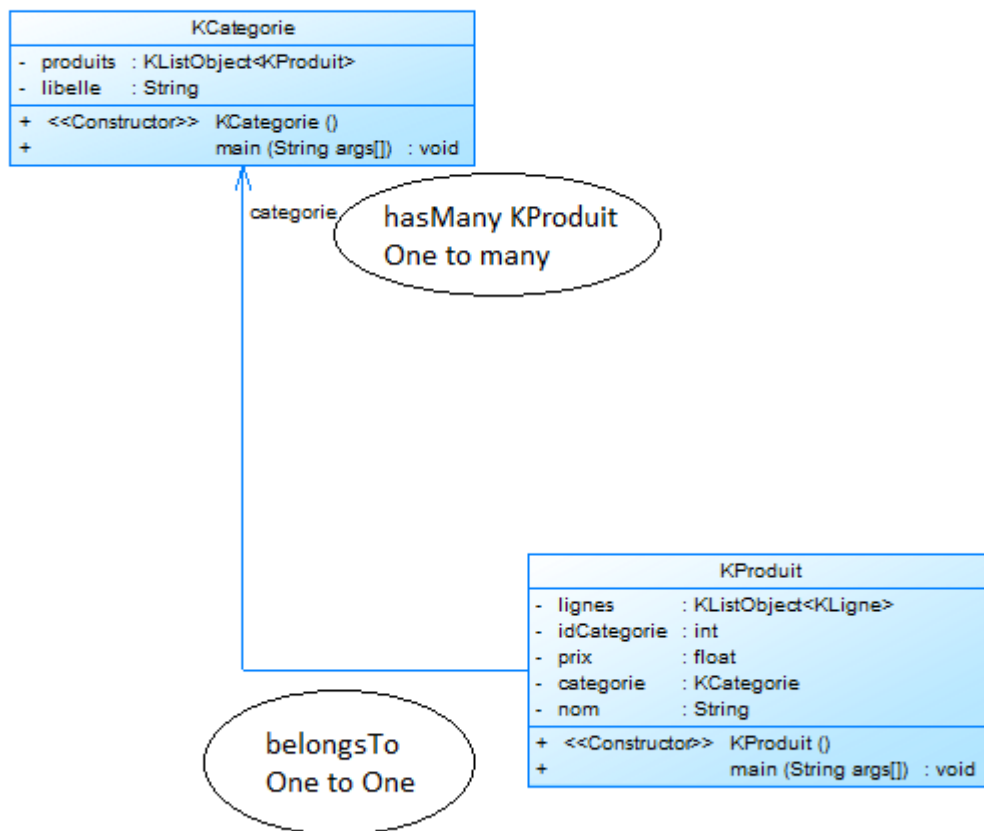 KCategorie
- produits : KListObject<KProduit>
- libelle : String
+ <<Constructor>> KCategorie ()
+ main (String args[]) : void
categorie
hasMany KProduit
One to many
KProduit
- lignes : KListObject<KLigne>
- idCategorie : int
- prix : float
- categorie : KCategorie
- nom : String
+ <<Constructor>> KProduit ()
+ main (String args[]) : void
belongsTo
One to One